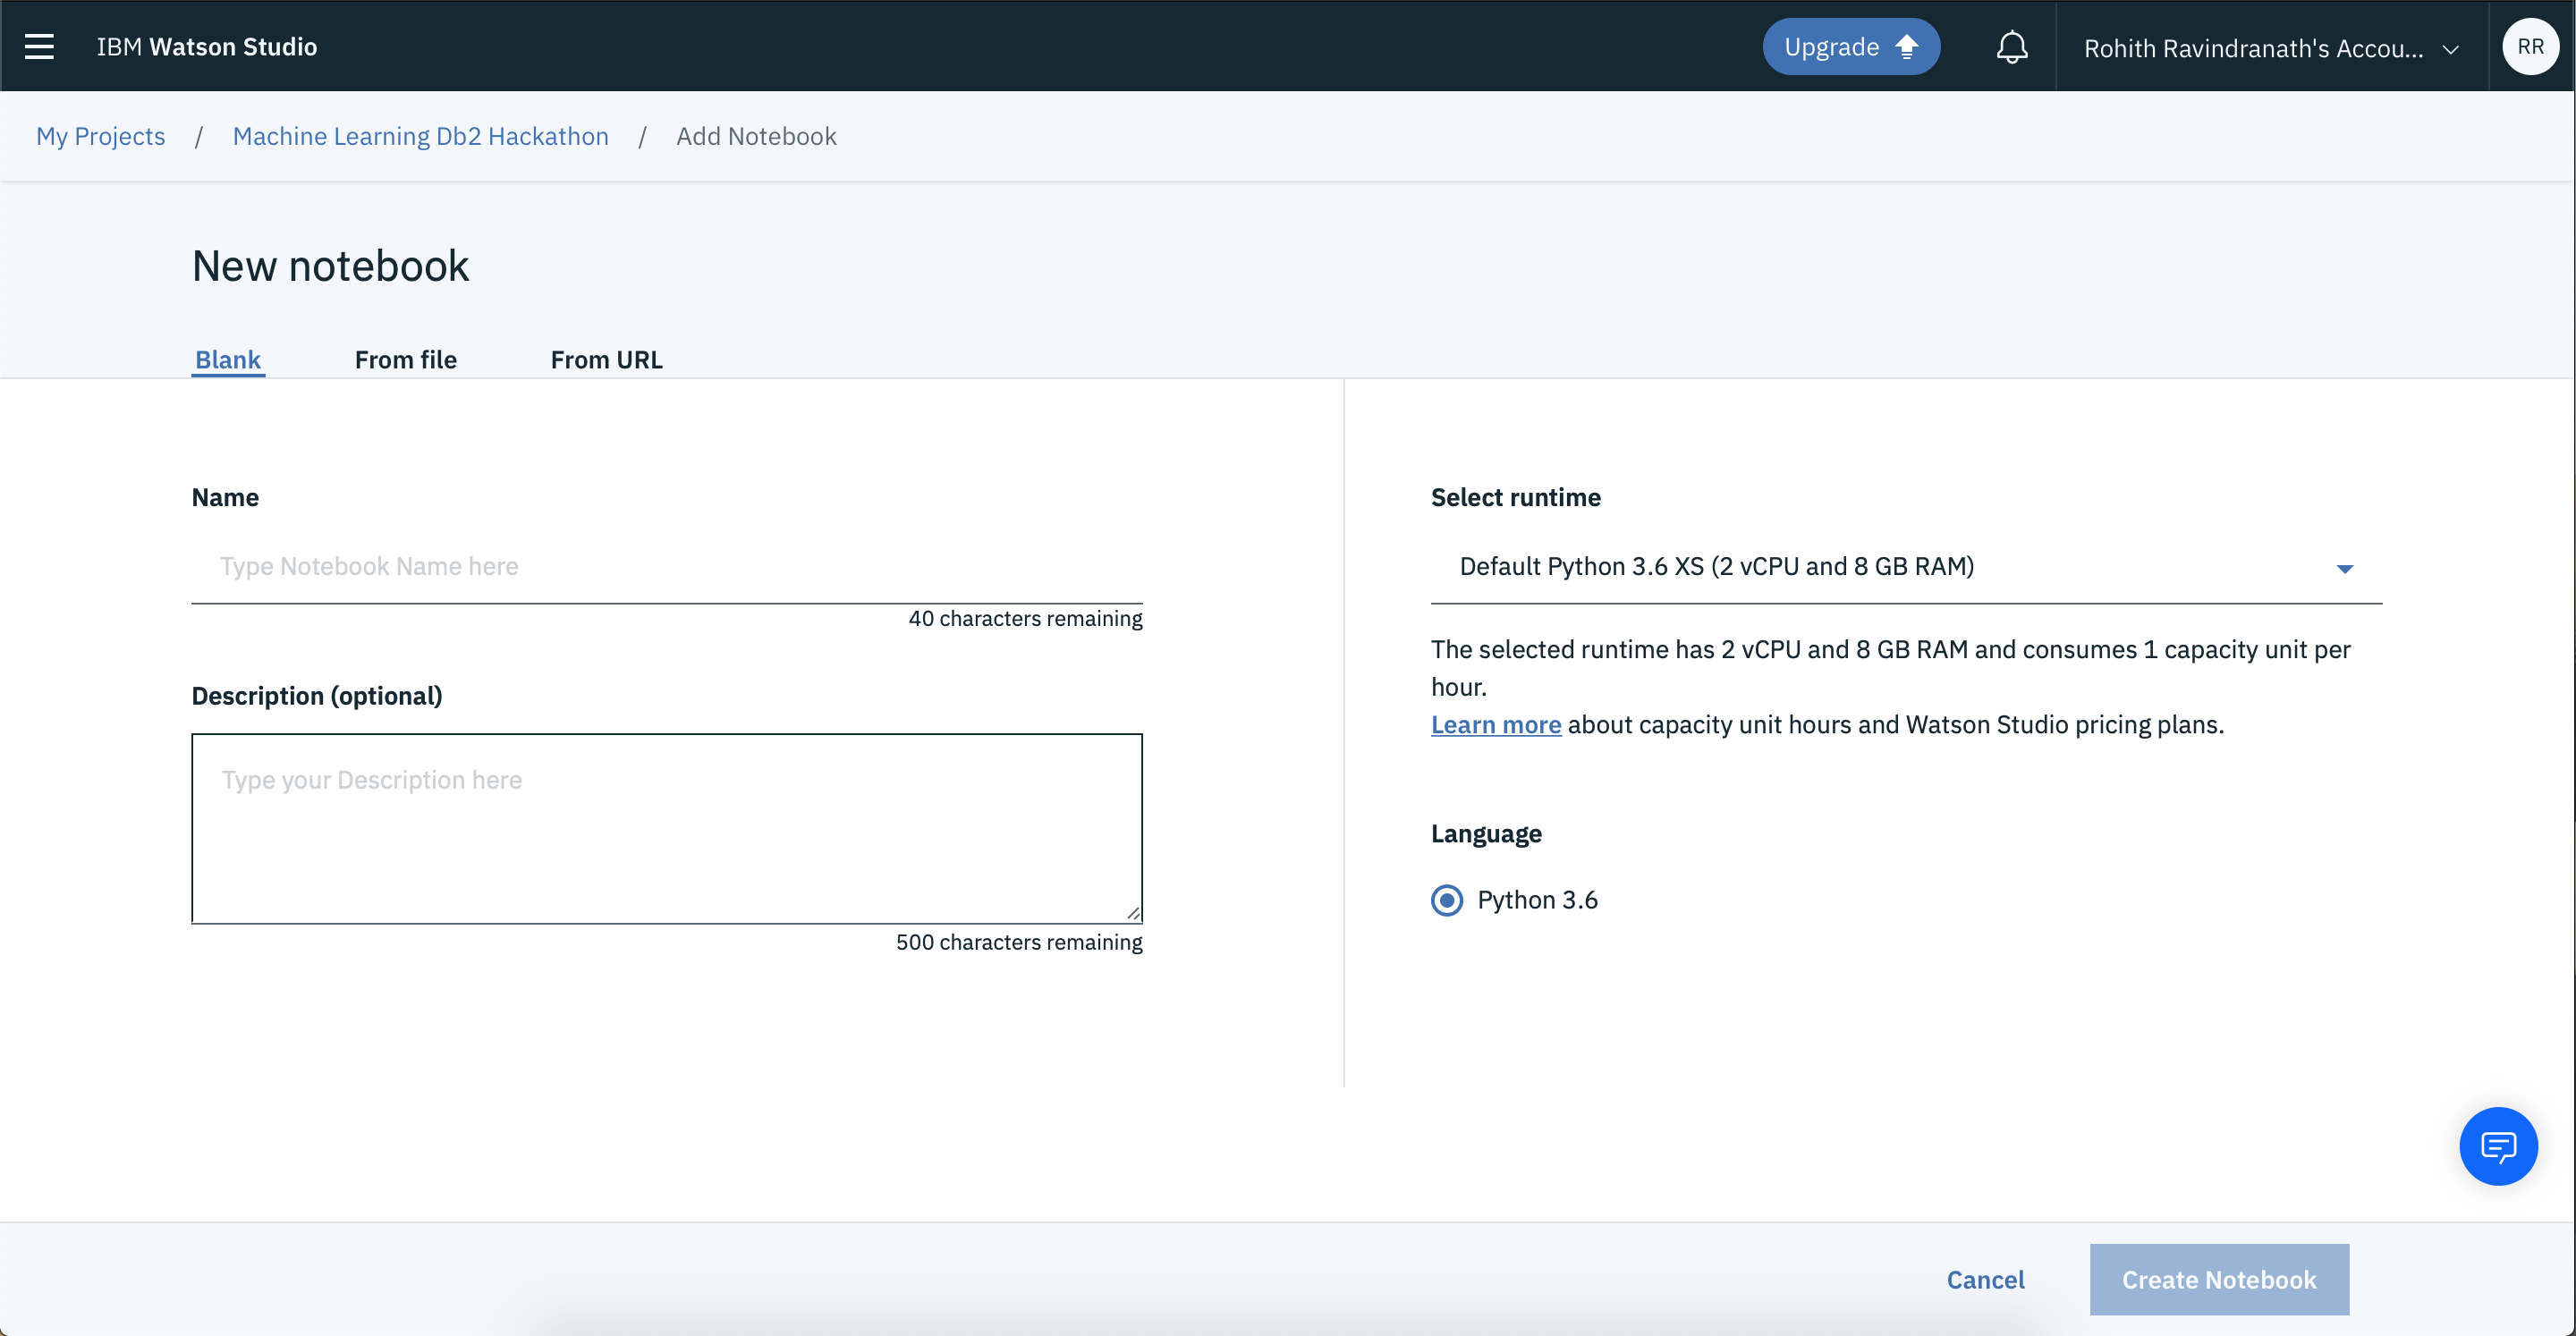 IBM Watson Studio
Upgrade
Rohith Ravindranath's Accou...
RR
My Projects / Machine Learning Db2 Hackathon / Add Notebook
New notebook
Blank
From file
From URL
Name
Type Notebook Name here
40 characters remaining
Description (optional)
Type your Description here
500 characters remaining
Select runtime
Default Python 3.6 XS (2 vCPU and 8 GB RAM)
The selected runtime has 2 vCPU and 8 GB RAM and consumes 1 capacity unit per
hour.
Learn more about capacity unit hours and Watson Studio pricing plans.
Language
Python 3.6
Cancel
Create Notebook